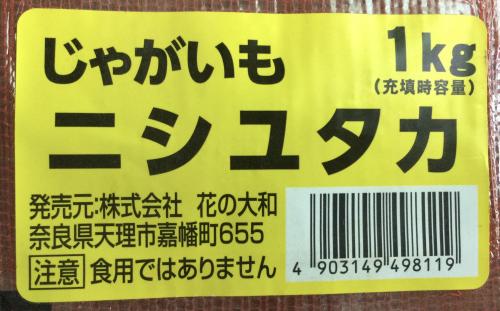 じゃがいも
1kg
(充填時容量)
ニシユタカ
発売元:株式会社 花の大和
奈良県天理市嘉幡町655
注意 食用ではありません
4 903149 498119